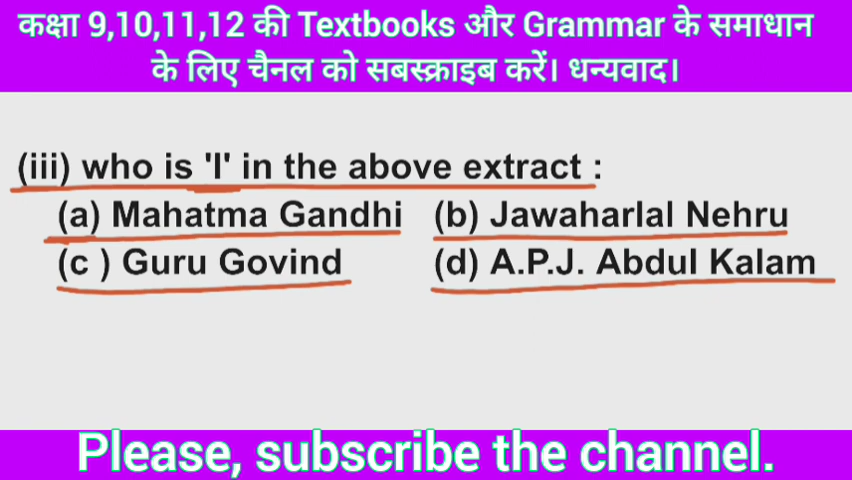 कक्षा 9,10,11,12 की Textbooks और Grammar के समाधान
के लिए चैनल को सबस्क्राइब करें। धन्यवाद।
(iii) who is 'I' in the above extract :
(a) Mahatma Gandhi (b) Jawaharlal Nehru
(c ) Guru Govind (d) A.P.J. Abdul Kalam
Please, subscribe the channel.